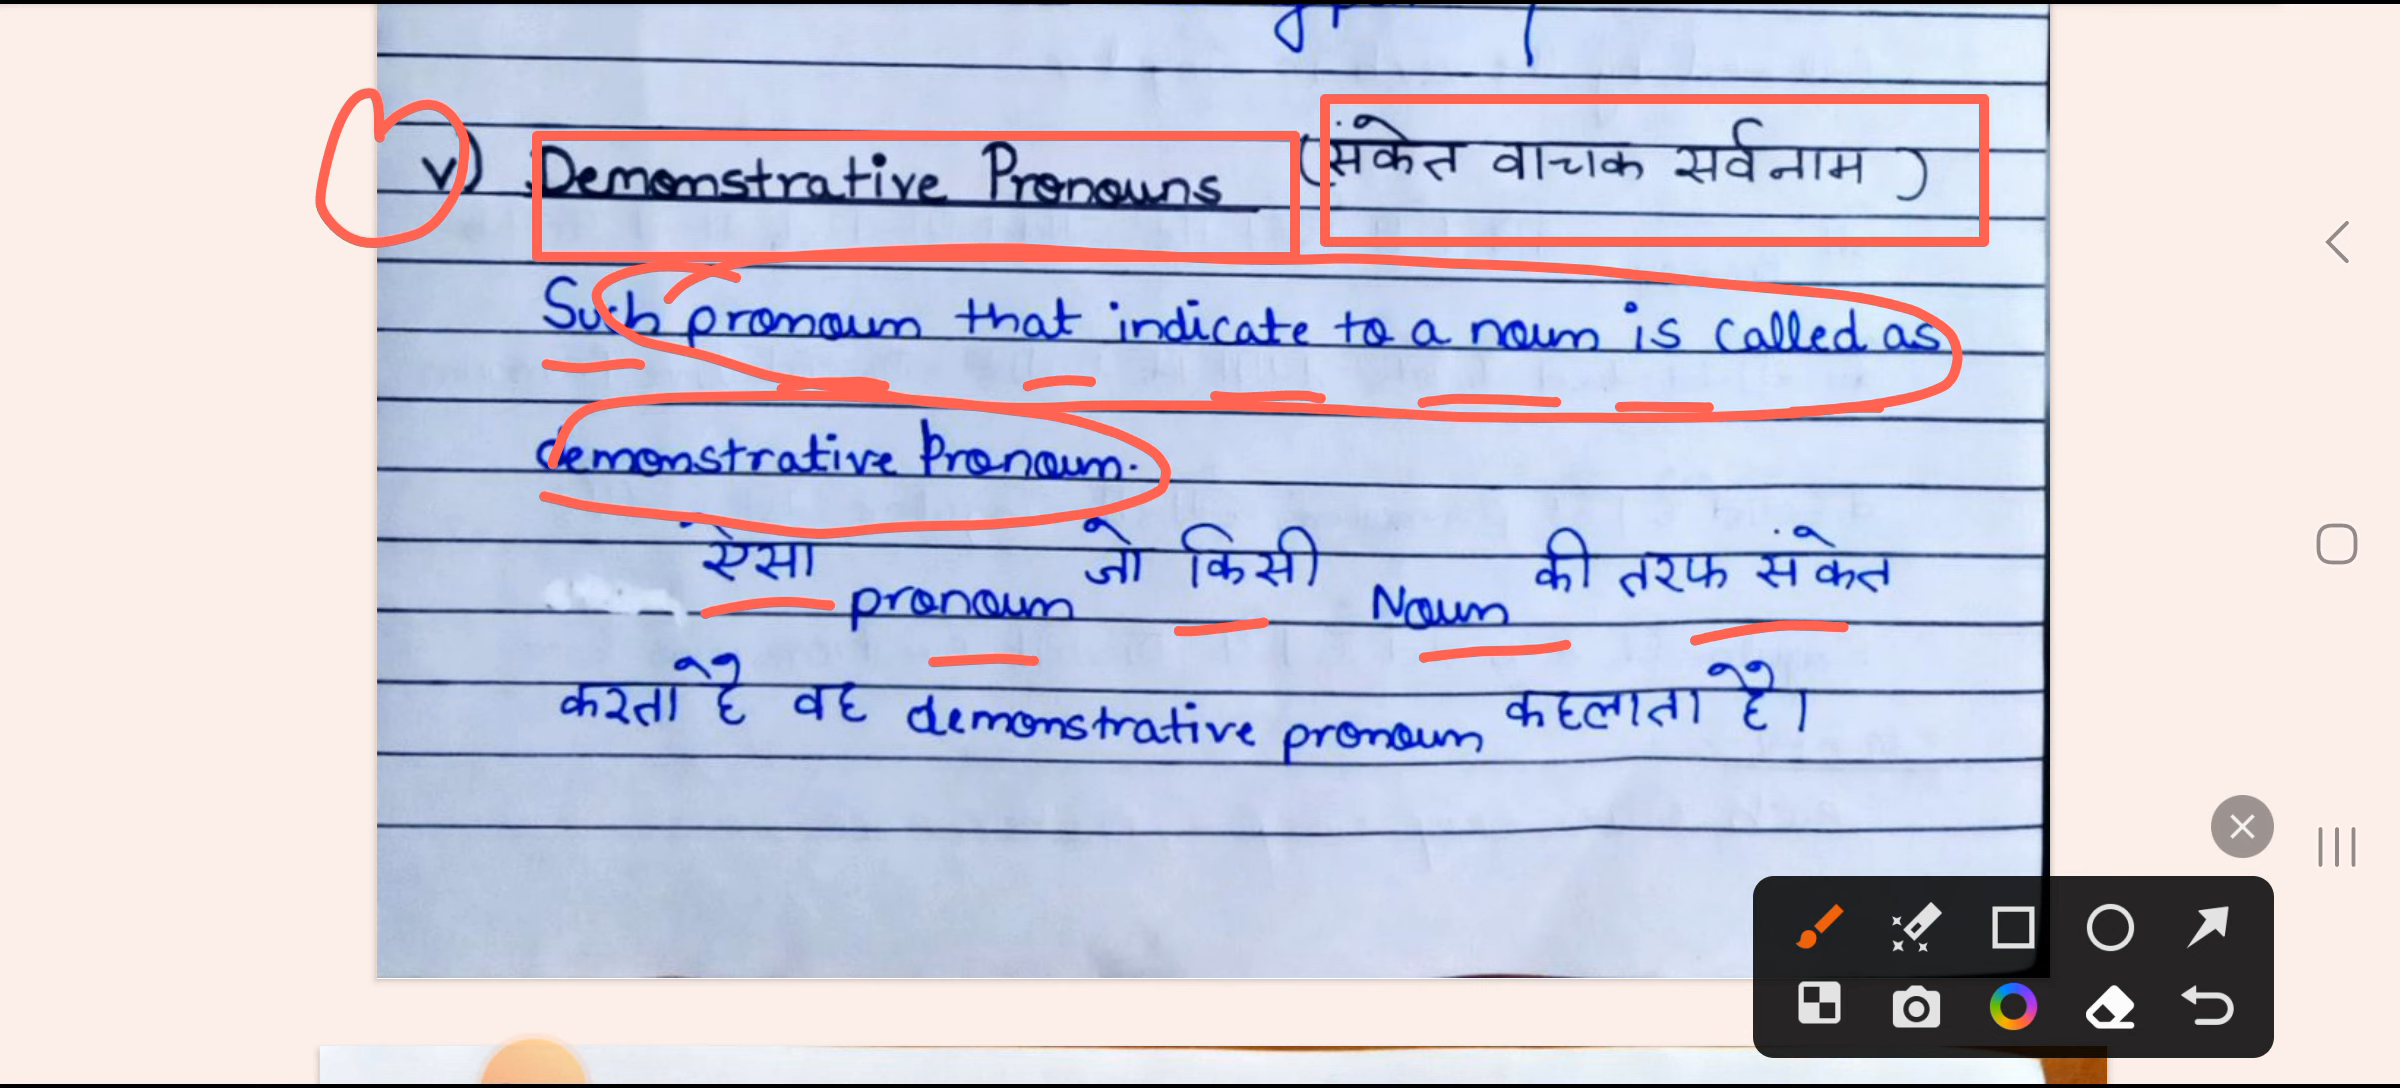 v) Demonstrative Pronouns (संकेत वाचक सर्वनाम)
Such pronoun that indicate to a noun is called as
demonstrative Pronoun.
ऐसा pronoun जो किसी Noun की तरफ संकेत
करता है वह demonstrative pronoun कहलाता है।